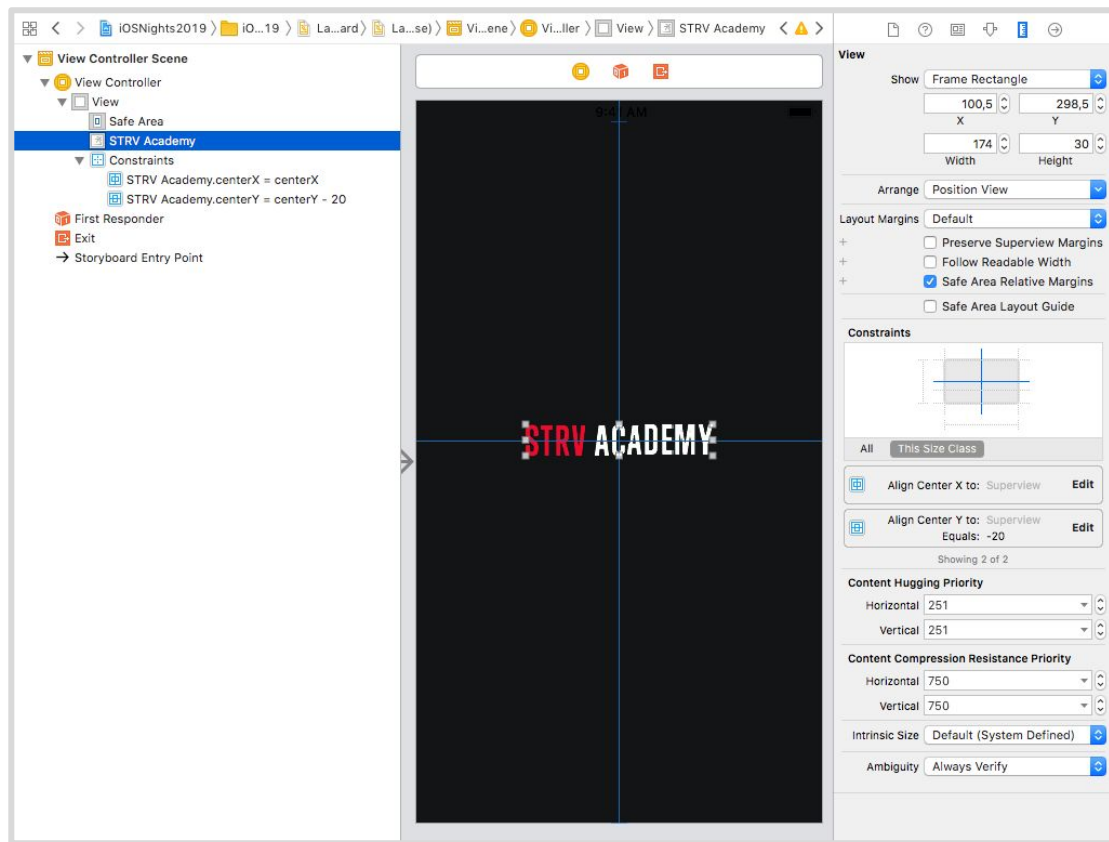 iOSNights2019 〉 iO...19 〉 La...ard 〉 La...se) 〉 Vi...ene 〉 Vi...ller 〉 View 〉 STRV Academy
View Controller Scene
View Controller
View
Safe Area
STRV Academy
Constraints
STRV Academy.centerX = centerX
STRV Academy.centerY = centerY - 20
First Responder
Exit
Storyboard Entry Point
9:41 AM
STRV ACADEMY
View
Show Frame Rectangle
100,5 298,5
X Y
174 30
Width Height
Arrange Position View
Layout Margins Default
+ Preserve Superview Margins
+ Follow Readable Width
+ Safe Area Relative Margins
Safe Area Layout Guide
Constraints
All This Size Class
Align Center X to: Superview Edit
Align Center Y to: Superview Edit
Equals: -20
Showing 2 of 2
Content Hugging Priority
Horizontal 251
Vertical 251
Content Compression Resistance Priority
Horizontal 750
Vertical 750
Intrinsic Size Default (System Defined)
Ambiguity Always Verify